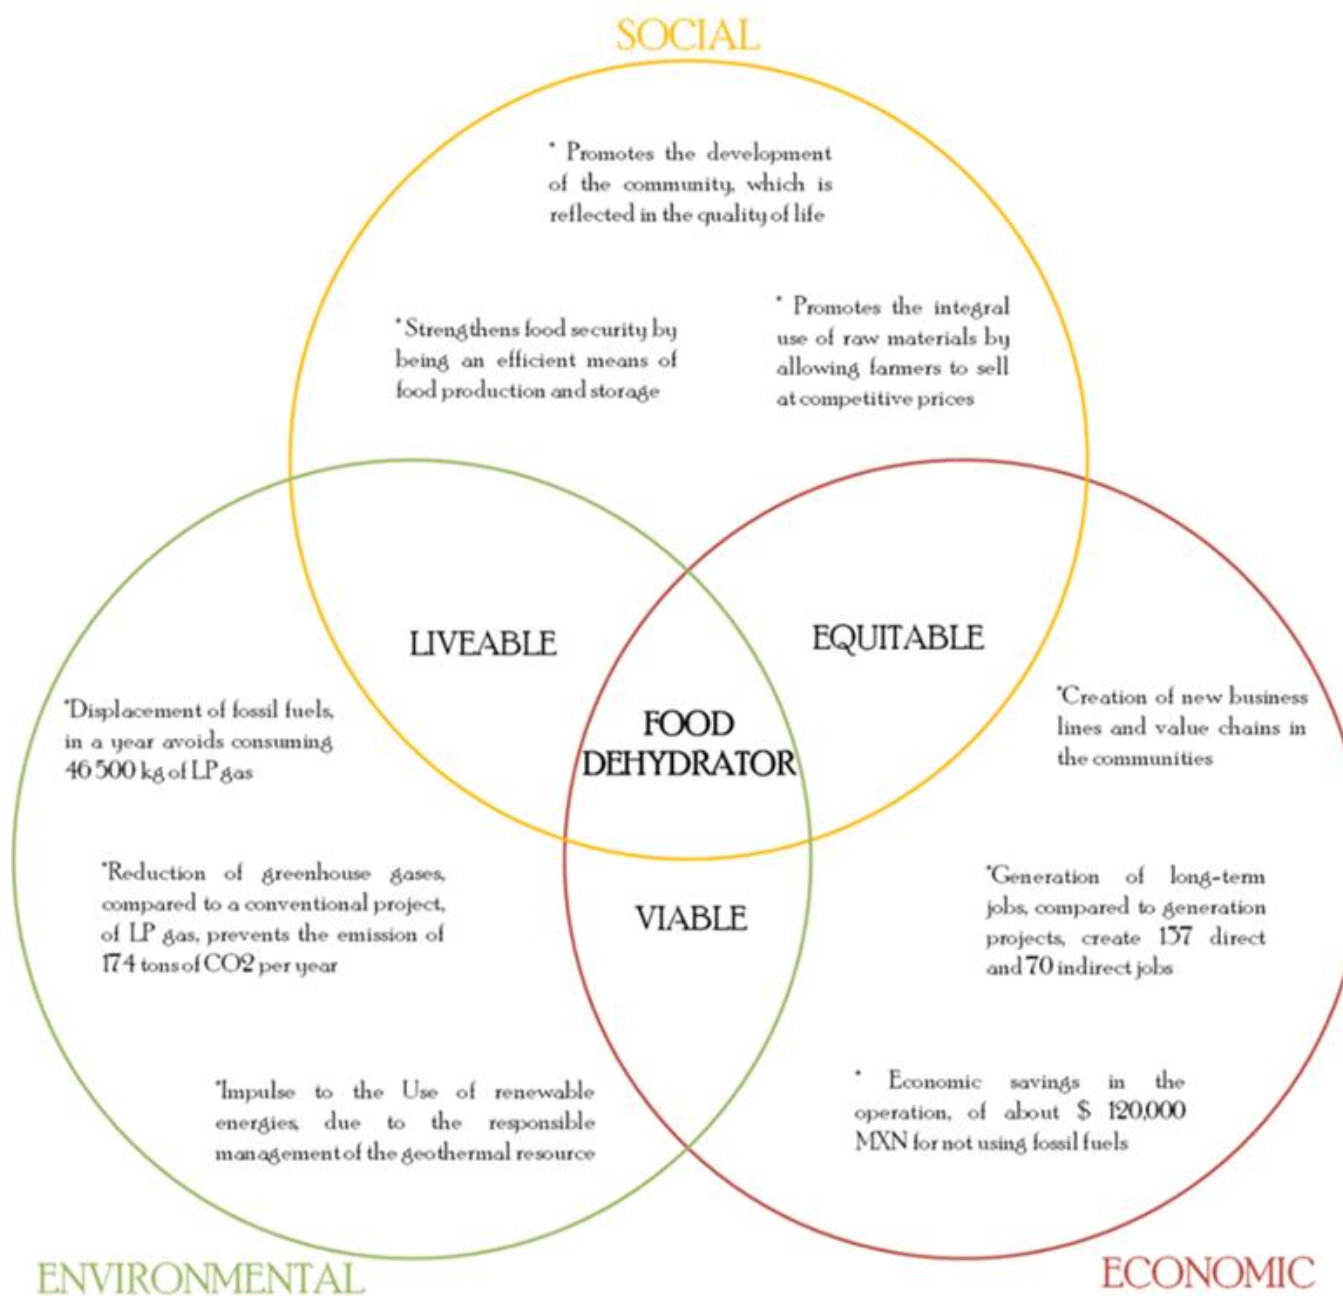 SOCIAL
* Promotes the development
of the community, which is
reflected in the quality of life
* Strengthens food security by
being an efficient means of
food production and storage
* Promotes the integral
use of raw materials by
allowing farmers to sell
at competitive prices
LIVEABLE
EQUITABLE
FOOD
DEHYDRATOR
VIABLE
*Displacement of fossil fuels,
in a year avoids consuming
46 500 kg of LP gas
*Reduction of greenhouse gases,
compared to a conventional project,
of LP gas, prevents the emission of
174 tons of CO2 per year
*Impulse to the Use of renewable
energies, due to the responsible
management of the geothermal resource
*Creation of new business
lines and value chains in
the communities
*Generation of long-term
jobs, compared to generation
projects, create 137 direct
and 70 indirect jobs
* Economic savings in the
operation, of about $ 120,000
MXN for not using fossil fuels
ENVIRONMENTAL
ECONOMIC